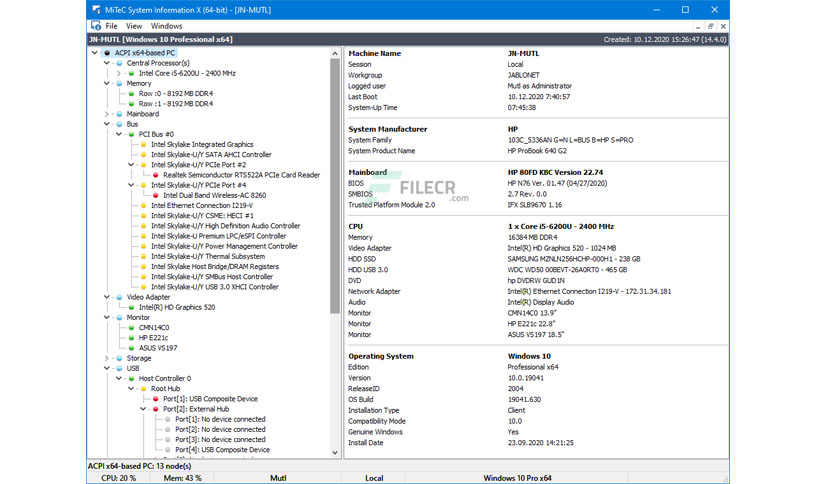 MiTeC System Information X (64-bit) - [JN-MUTL]
File View Windows
JN-MUTL [Windows 10 Professional x64]
Created: 10.12.2020 15:26:47 (14.4.0)
ACPI x64-based PC
Central Processor(s)
Intel Core i5-6200U - 2400 MHz
Memory
Row :0 - 8192 MB DDR4
Row :1 - 8192 MB DDR4
Mainboard
Bus
PCI Bus #0
Intel Skylake Integrated Graphics
Intel Skylake-U/Y SATA AHCI Controller
Intel Skylake-U/Y PCIe Port #2
Realtek Semiconductor RTS522A PCIe Card Reader
Intel Skylake-U/Y PCIe Port #4
Intel Dual Band Wireless-AC 8260
Intel Ethernet Connection I219-V
Intel Skylake-U/Y CSME: HECI #1
Intel Skylake-U/Y High Definition Audio Controller
Intel Skylake-U Premium LPC/eSPI Controller
Intel Skylake-U/Y Power Management Controller
Intel Skylake-U/Y Thermal Subsystem
Intel Skylake Host Bridge/DRAM Registers
Intel Skylake-U/Y SMBus Host Controller
Intel Skylake-U/Y USB 3.0 XHCI Controller
Video Adapter
Intel(R) HD Graphics 520
Monitor
CMN14C0
HP E221c
ASUS VS197
Storage
USB
Host Controller 0
Root Hub
Port[1]: USB Composite Device
Port[2]: External Hub
Port[1]: No device connected
Port[2]: No device connected
Port[3]: No device connected
Port[4]: USB Composite Device
Machine Name JN-MUTL
Session Local
Workgroup JABLONET
Logged user Mutl as Administrator
Last Boot 10.12.2020 7:40:57
System-Up Time 07:45:38
System Manufacturer HP
System Family 103C_5336AN G=N L=BUS B=HP S=PRO
System Product Name HP ProBook 640 G2
Mainboard HP 80FD KBC Version 22.74
BIOS HP N76 Ver. 01.47 (04/27/2020)
SMBIOS 2.7 Rev. 0.0
Trusted Platform Module 2.0 IFX SLB9670 1.16
FILECR
.com
CPU 1 x Core i5-6200U - 2400 MHz
Memory 16384 MB DDR4
Video Adapter Intel(R) HD Graphics 520 - 1024 MB
HDD SSD SAMSUNG MZNLN256HCHP-000H1 - 238 GB
HDD USB 3.0 WDC WD50 00BEVT-26A0RT0 - 465 GB
DVD hp DVDRW GUD1N
Network Adapter Intel(R) Ethernet Connection I219-V - 172.31.34.181
Audio Intel(R) Display Audio
Monitor CMN14C0 13.9"
Monitor HP E221c 22.8"
Monitor ASUS VS197 18.5"
Operating System Windows 10
Edition Professional x64
Version 10.0.19041
ReleaseID 2004
OS Build 19041.630
Installation Type Client
Compatibility Mode 10.0
Genuine Windows Yes
Install Date 23.09.2020 14:21:25
ACPI x64-based PC: 13 node(s)
CPU: 20 % Mem: 43 % Mutl Local Windows 10 Pro x64